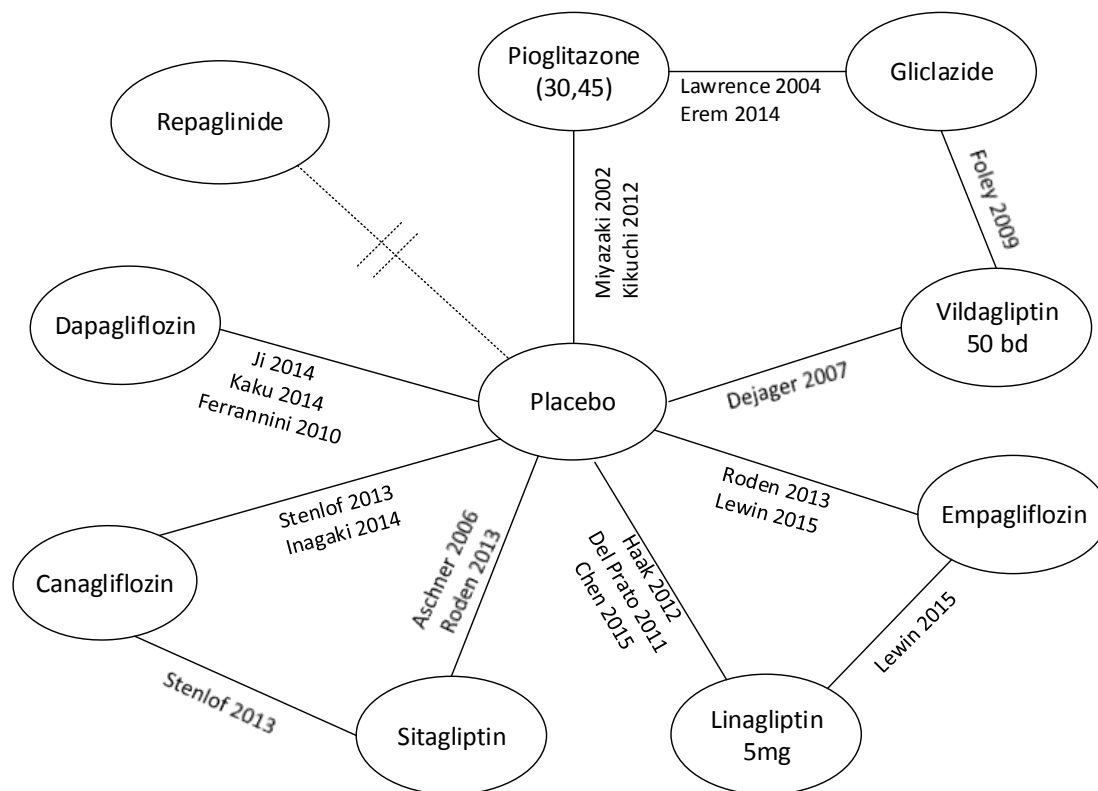 Pioglitazone
(30,45)
Gliclazide
Lawrence 2004
Erem 2014
Repaglinide
Foley 2009
Miyazaki 2002
Kikuchi 2012
Dapagliflozin
Vildagliptin
50 bd
Ji 2014
Kaku 2014
Ferrannini 2010
Placebo
Dejager 2007
Roden 2013
Lewin 2015
Empagliflozin
Stenlof 2013
Inagaki 2014
Aschner 2006
Roden 2013
Haak 2012
Del Prato 2011
Chen 2015
Canagliflozin
Lewin 2015
Stenlof 2013
Sitagliptin
Linagliptin
5mg